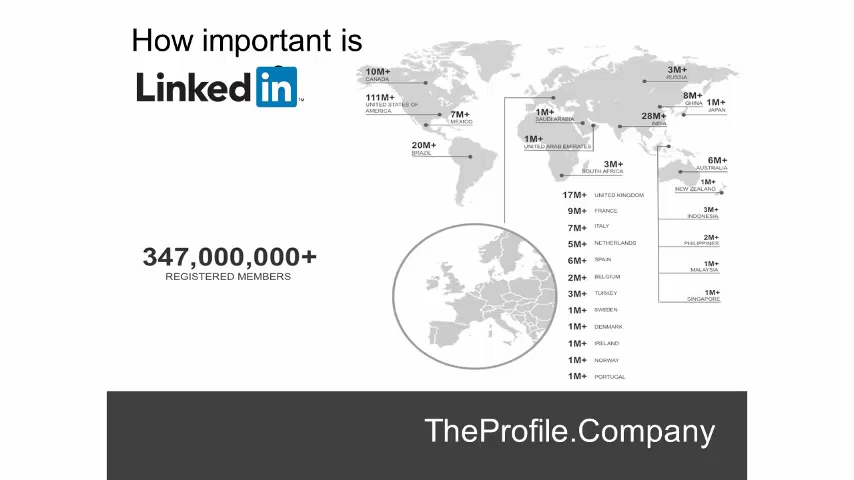 How important is
Linked in ™
10M+
CANADA
111M+
UNITED STATES OF
AMERICA
7M+
MEXICO
20M+
BRAZIL
3M+
RUSSIA
8M+
CHINA
1M+
JAPAN
28M+
INDIA
1M+
SAUDI ARABIA
1M+
UNITED ARAB EMIRATES
3M+
SOUTH AFRICA
6M+
AUSTRALIA
1M+
NEW ZEALAND
3M+
INDONESIA
2M+
PHILIPPINES
1M+
MALAYSIA
1M+
SINGAPORE
17M+ UNITED KINGDOM
9M+ FRANCE
7M+ ITALY
5M+ NETHERLANDS
6M+ SPAIN
2M+ BELGIUM
3M+ TURKEY
1M+ SWEDEN
1M+ DENMARK
1M+ IRELAND
1M+ NORWAY
1M+ PORTUGAL
347,000,000+
REGISTERED MEMBERS
TheProfile.Company